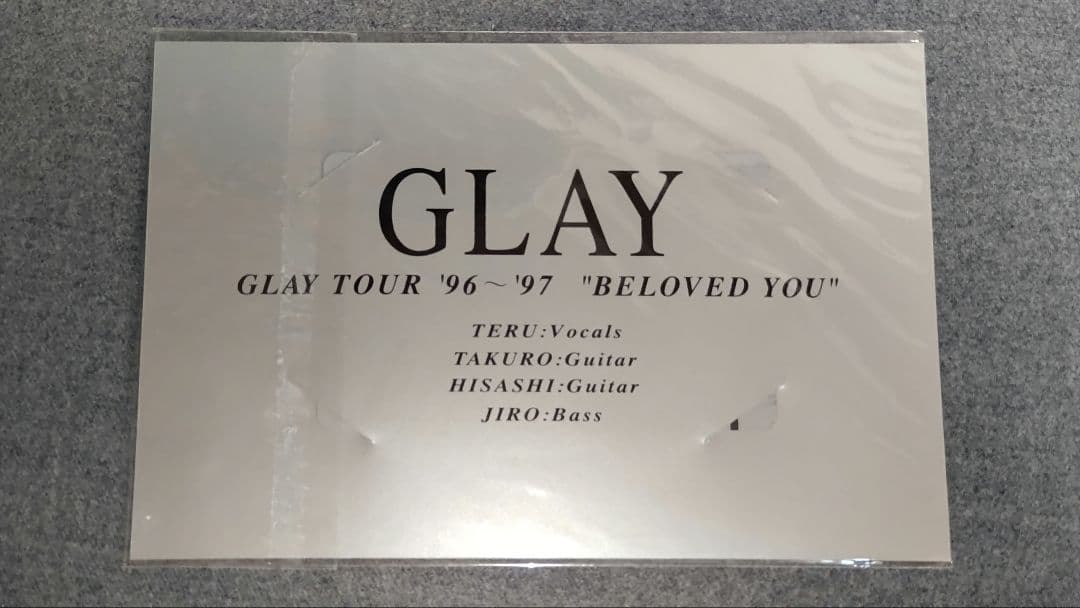 GLAY
GLAY TOUR '96～'97 "BELOVED YOU"
TERU:Vocals
TAKURO:Guitar
HISASHI:Guitar
JIRO:Bass